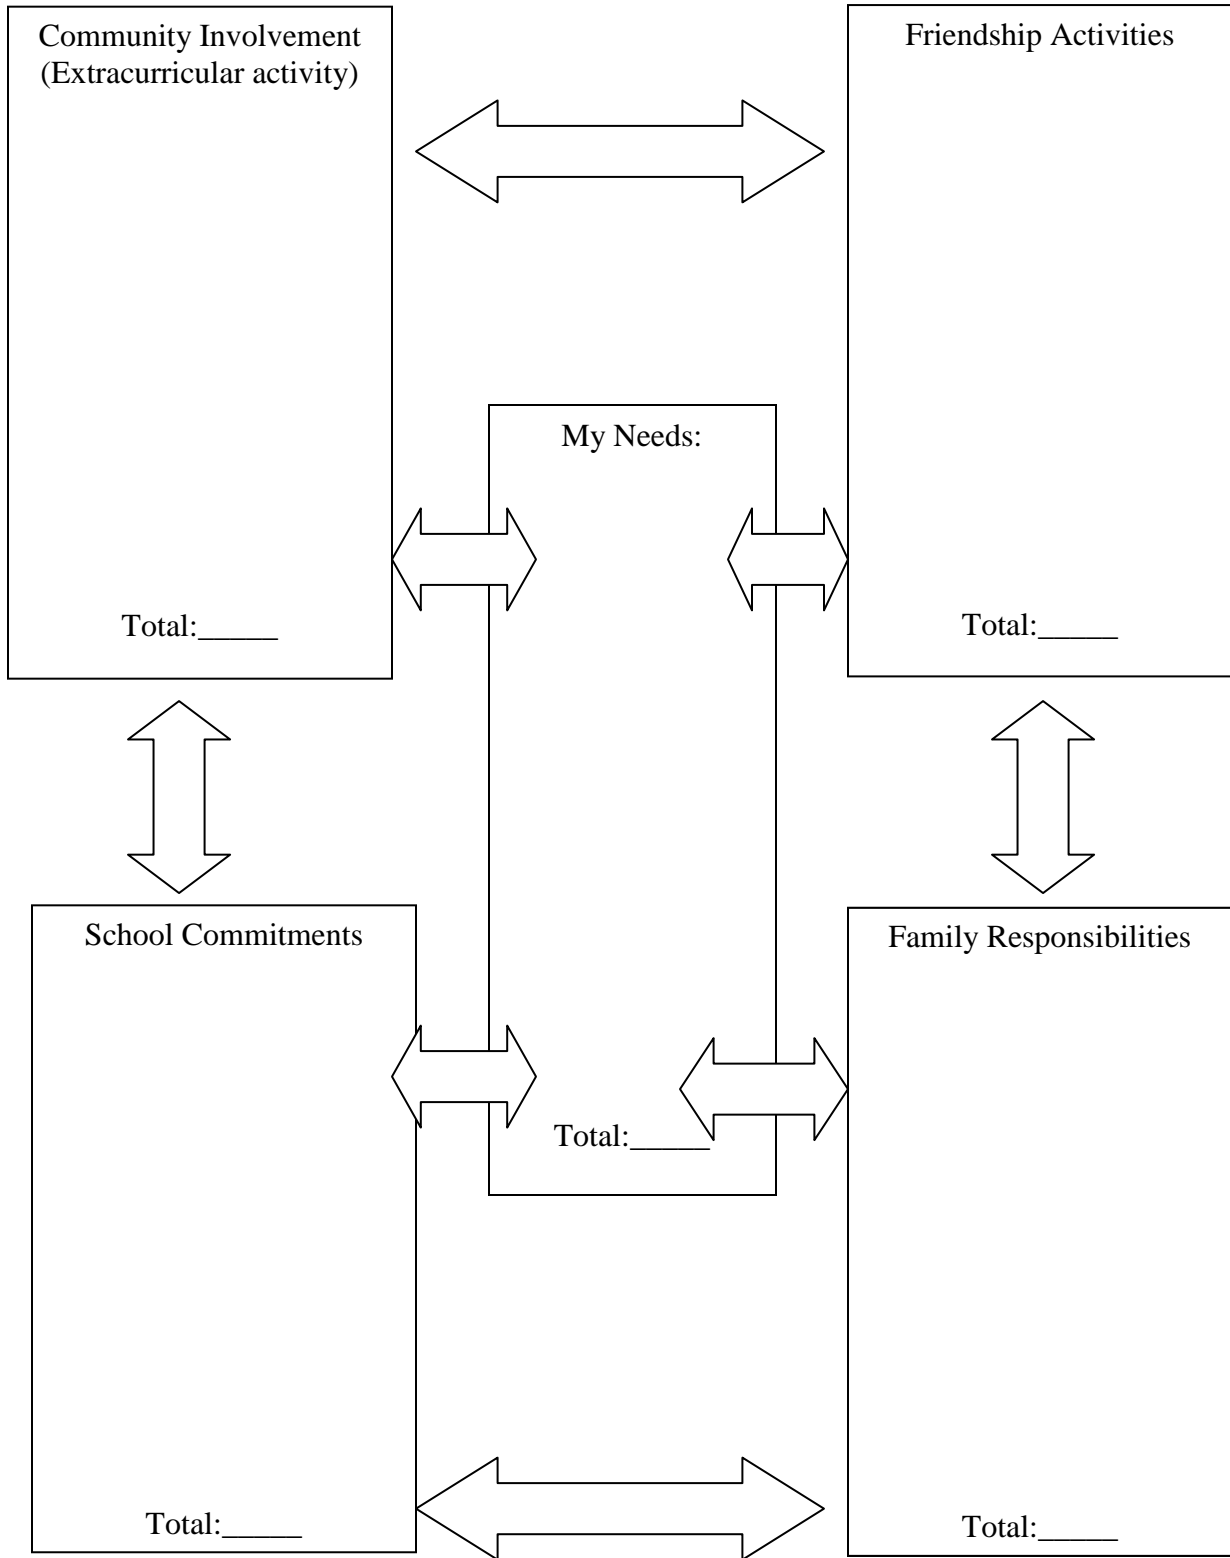 Community Involvement
(Extracurricular activity)
Total:_____
Friendship Activities
Total:_____
My Needs:
Total:_____
School Commitments
Total:_____
Family Responsibilities
Total:_____